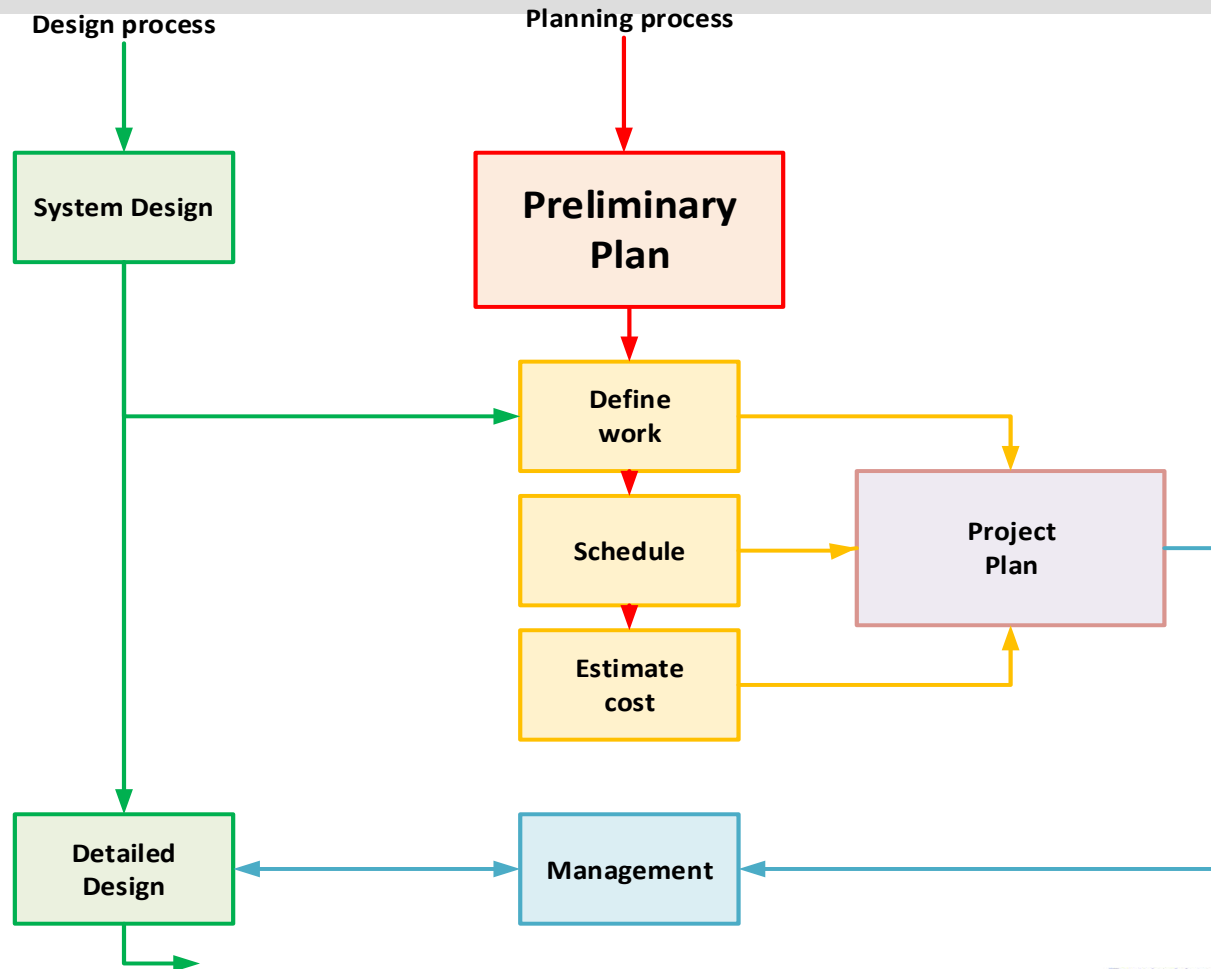 Design process
Planning process
System Design
Preliminary
Plan
Define
work
Schedule
Project
Plan
Estimate
cost
Detailed
Design
Management